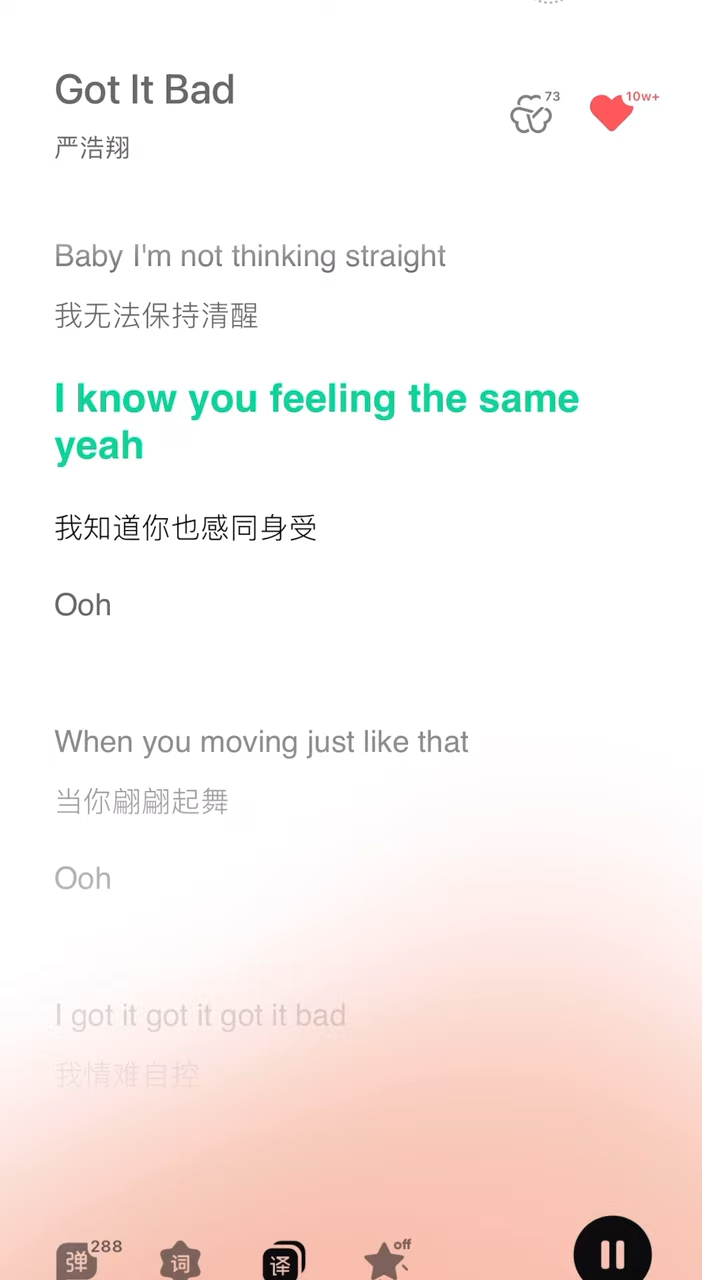 Got It Bad
73
10w+
严浩翔
Baby I'm not thinking straight
我无法保持清醒
I know you feeling the same
yeah
我知道你也感同身受
Ooh
When you moving just like that
当你翩翩起舞
Ooh
I got it got it got it bad
我情难自控
弹
288
词
译
off